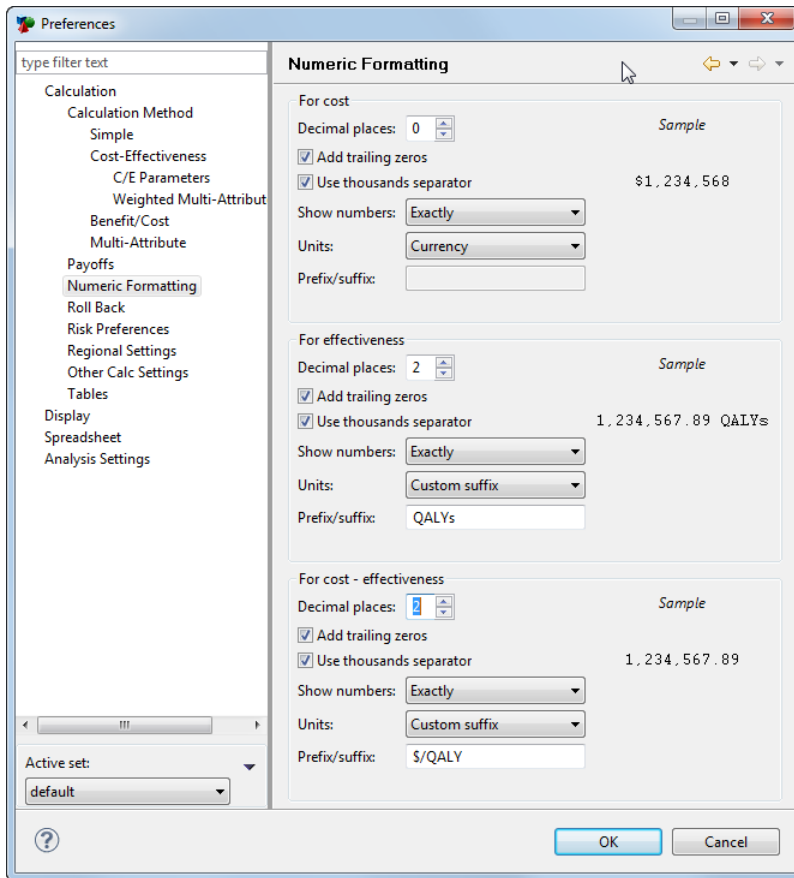 Preferences
type filter text
Calculation
Calculation Method
Simple
Cost-Effectiveness
C/E Parameters
Weighted Multi-Attribut
Benefit/Cost
Multi-Attribute
Payoffs
Numeric Formatting
Roll Back
Risk Preferences
Regional Settings
Other Calc Settings
Tables
Display
Spreadsheet
Analysis Settings
Active set:
default
Numeric Formatting
For cost
Decimal places: 0 Sample
Add trailing zeros
Use thousands separator $1,234,568
Show numbers: Exactly
Units: Currency
Prefix/suffix:
For effectiveness
Decimal places: 2 Sample
Add trailing zeros
Use thousands separator 1,234,567.89 QALYs
Show numbers: Exactly
Units: Custom suffix
Prefix/suffix: QALYs
For cost - effectiveness
Decimal places: 2 Sample
Add trailing zeros
Use thousands separator 1,234,567.89
Show numbers: Exactly
Units: Custom suffix
Prefix/suffix: $/QALY
OK Cancel